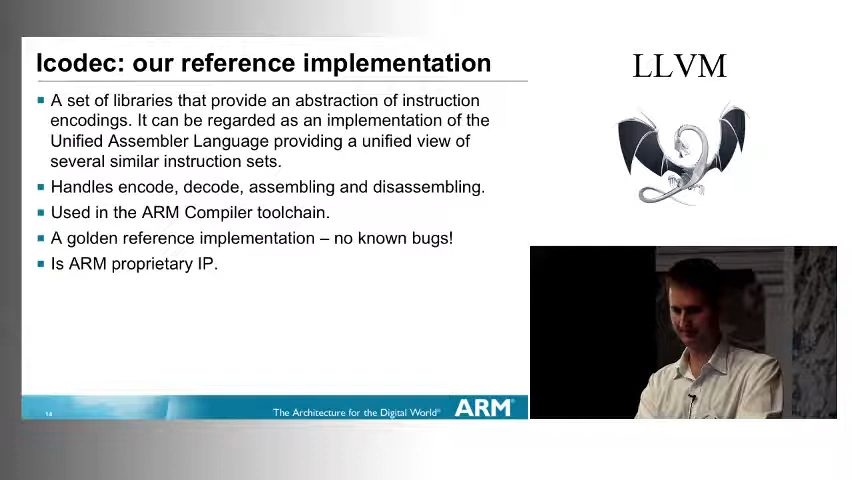 Icodec: our reference implementation
LLVM
A set of libraries that provide an abstraction of instruction
encodings. It can be regarded as an implementation of the
Unified Assembler Language providing a unified view of
several similar instruction sets.
Handles encode, decode, assembling and disassembling.
Used in the ARM Compiler toolchain.
A golden reference implementation – no known bugs!
Is ARM proprietary IP.
14
The Architecture for the Digital World®
ARM®